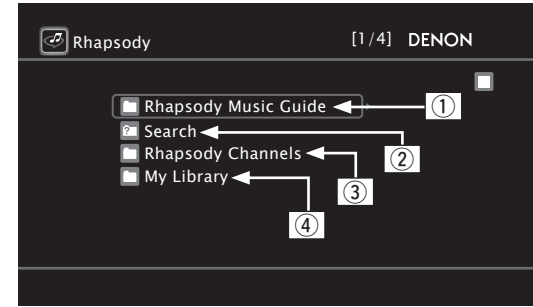 Rhapsody [1/4] DENON
Rhapsody Music Guide ①
? Search ②
Rhapsody Channels ③
My Library ④